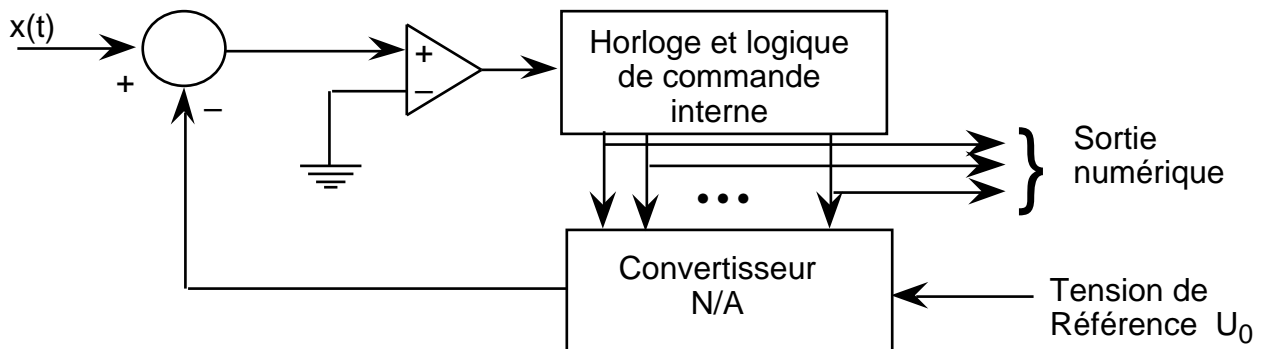 x(t)
+
–
+
–
Horloge et logique
de commande
interne
•••
Sortie
numérique
}
Convertisseur
N/A
Tension de
Référence U0